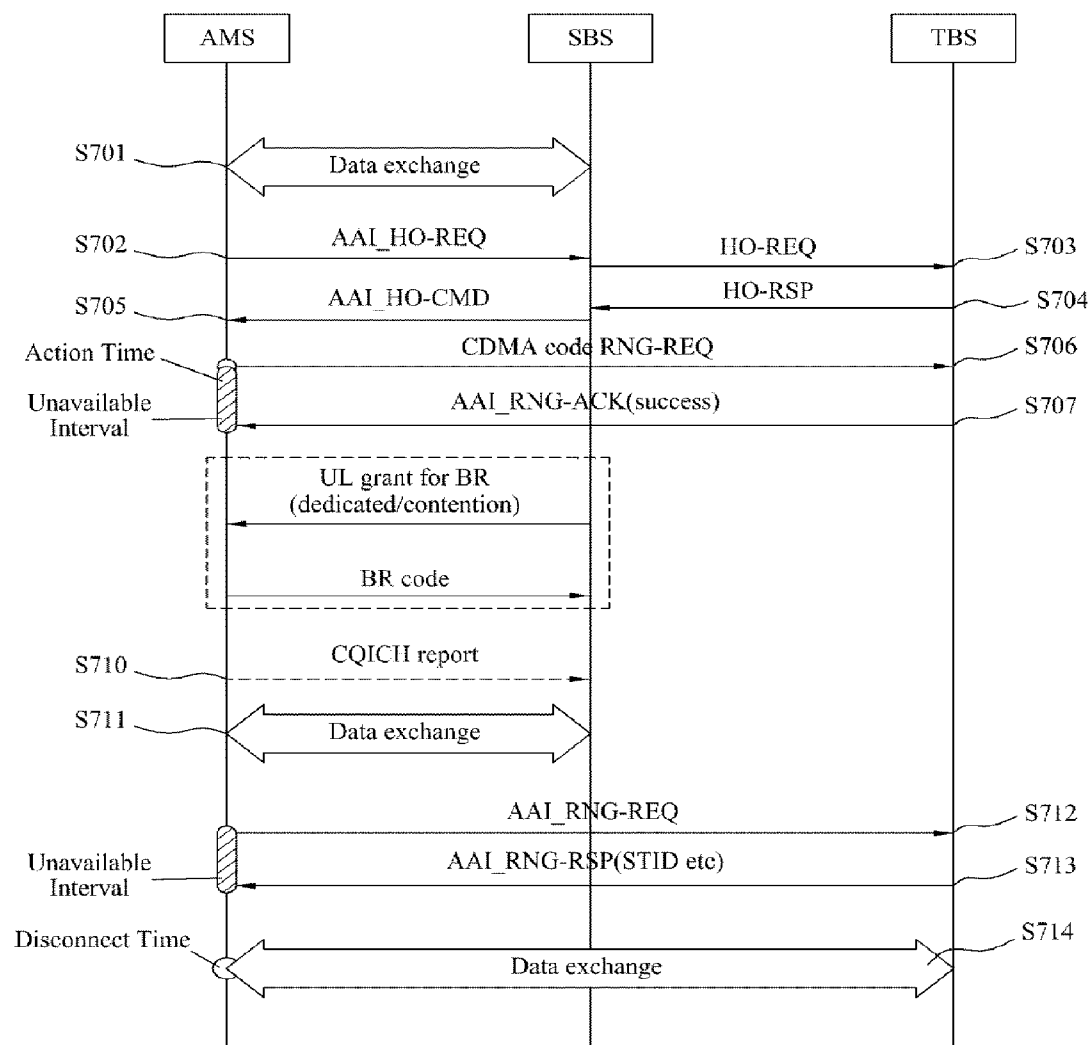 AMS
SBS
TBS
S701
Data exchange
S702
AAI_HO-REQ
HO-REQ
S703
S705
AAI_HO-CMD
HO-RSP
S704
Action Time
CDMA code RNG-REQ
S706
Unavailable
Interval
AAI_RNG-ACK(success)
S707
UL grant for BR
(dedicated/contention)
BR code
S710
CQICH report
S711
Data exchange
AAI_RNG-REQ
S712
Unavailable
Interval
AAI_RNG-RSP(STID etc)
S713
Disconnect Time
Data exchange
S714